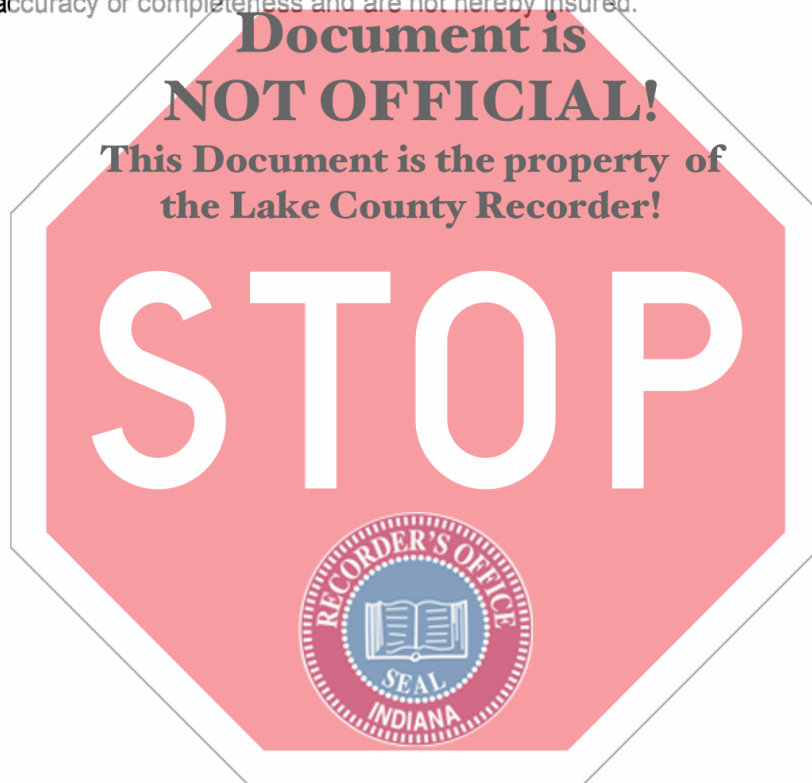 accuracy or completeness and are not hereby insured.
Document is
NOT OFFICIAL!
This Document is the property of
the Lake County Recorder!
STOP
RECORDER'S OFFICE
SEAL
INDIANA